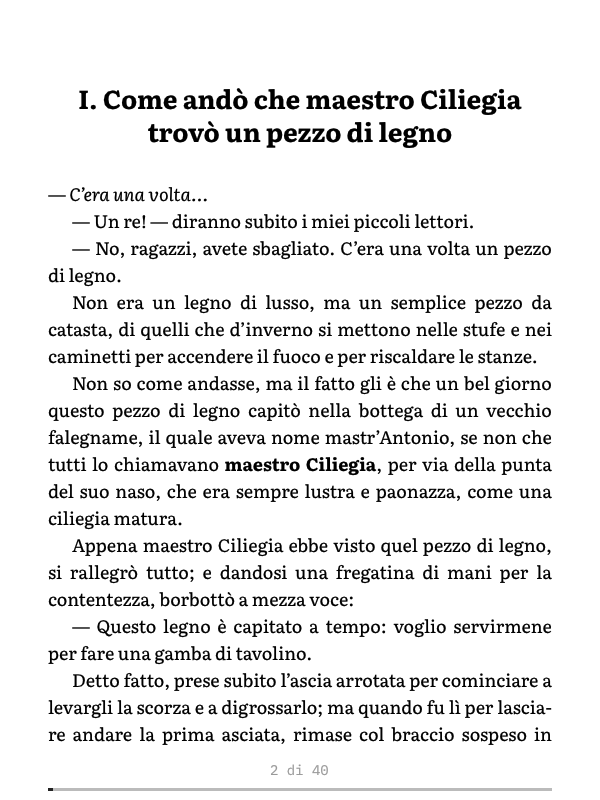 I. Come andò che maestro Ciliegia
trovò un pezzo di legno
— C’era una volta…
— Un re! — diranno subito i miei piccoli lettori.
— No, ragazzi, avete sbagliato. C’era una volta un pezzo
di legno.
Non era un legno di lusso, ma un semplice pezzo da
catasta, di quelli che d’inverno si mettono nelle stufe e nei
caminetti per accendere il fuoco e per riscaldare le stanze.
Non so come andasse, ma il fatto gli è che un bel giorno
questo pezzo di legno capitò nella bottega di un vecchio
falegname, il quale aveva nome mastr’Antonio, se non che
tutti lo chiamavano maestro Ciliegia, per via della punta
del suo naso, che era sempre lustra e paonazza, come una
ciliegia matura.
Appena maestro Ciliegia ebbe visto quel pezzo di legno,
si rallegrò tutto; e dandosi una fregatina di mani per la
contentezza, borbottò a mezza voce:
— Questo legno è capitato a tempo: voglio servirmene
per fare una gamba di tavolino.
Detto fatto, prese subito l’ascia arrotata per cominciare a
levargli la scorza e a digrossarlo; ma quando fu lì per lascia-
re andare la prima asciata, rimase col braccio sospeso in
2 di 40